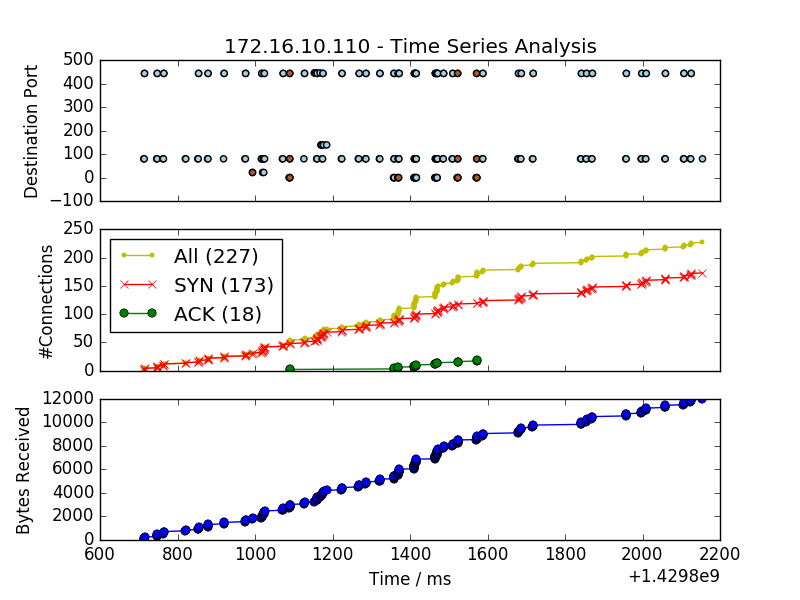 172.16.10.110 - Time Series Analysis
Destination Port
500
400
300
200
100
0
−100
#Connections
250
200
150
100
50
0
All (227)
SYN (173)
ACK (18)
Bytes Received
12000
10000
8000
6000
4000
2000
0
600 800 1000 1200 1400 1600 1800 2000 2200
Time / ms
+1.4298e9